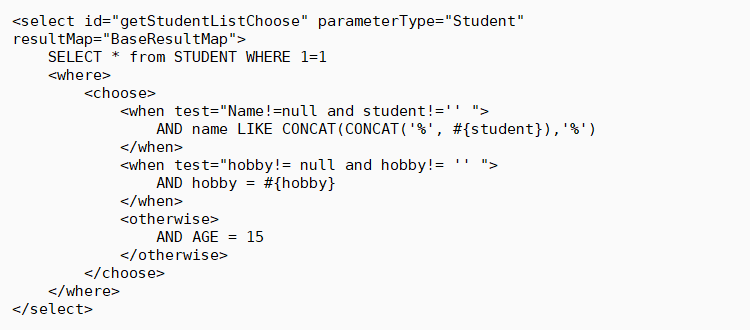 <select id="getStudentListChoose" parameterType="Student"
resultMap="BaseResultMap">
    SELECT * from STUDENT WHERE 1=1
    <where>
        <choose>
            <when test="Name!=null and student!='' ">
                AND name LIKE CONCAT(CONCAT('%', #{student}),'%')
            </when>
            <when test="hobby!= null and hobby!= '' ">
                AND hobby = #{hobby}
            </when>
            <otherwise>
                AND AGE = 15
            </otherwise>
        </choose>
    </where>
</select>